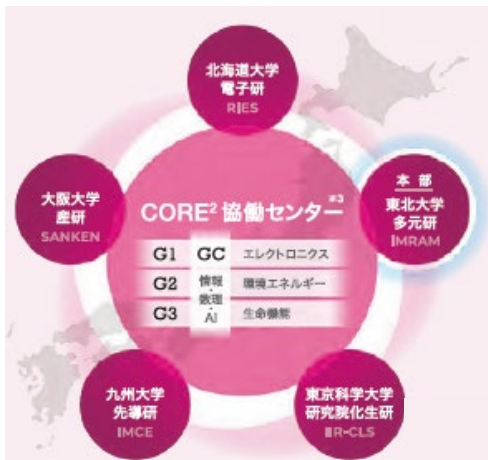 北海道大学
電子研
RIES
大阪大学
産研
SANKEN
本部
東北大学
多元研
IMRAM
CORE² 協働センター※3
G1 GC エレクトロニクス
G2 情報・数理・AI 環境エネルギー
G3 生命機能
九州大学
先導研
IMCE
東京科学大学
研究院化生研
IIR-CLS